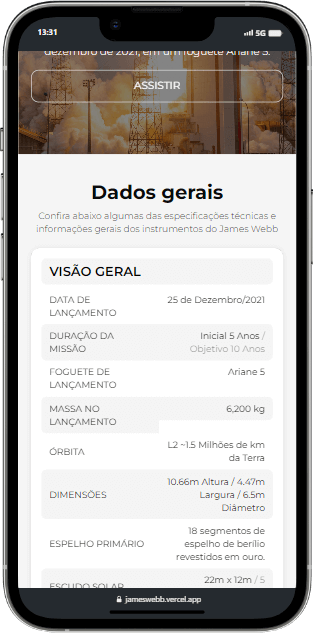 13:31
5G
dezembro de 2021, em um foguete Ariane 5.
ASSISTIR
Dados gerais
Confira abaixo algumas das especificações técnicas e
informações gerais dos instrumentos do James Webb
VISÃO GERAL
DATA DE
LANÇAMENTO
25 de Dezembro/2021
DURAÇÃO DA
MISSÃO
Inicial 5 Anos /
Objetivo 10 Anos
FOGUETE DE
LANÇAMENTO
Ariane 5
MASSA NO
LANÇAMENTO
6,200 kg
ÓRBITA
L2 ~1.5 Milhões de km
da Terra
DIMENSÕES
10.66m Altura / 4.47m
Largura / 6.5m
Diâmetro
ESPELHO PRIMÁRIO
18 segmentos de
espelho de berílio
revestidos em ouro.
ESCUDO SOLAR
22m x 12m / 5
jameswebb.vercel.app